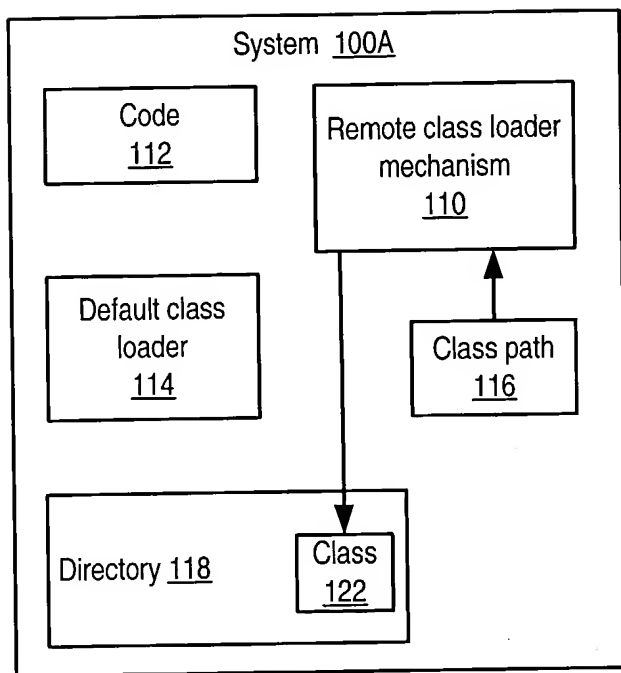 System 100A
Code
112
Remote class loader
mechanism
110
Default class
loader
114
Class path
116
Directory 118
Class
122